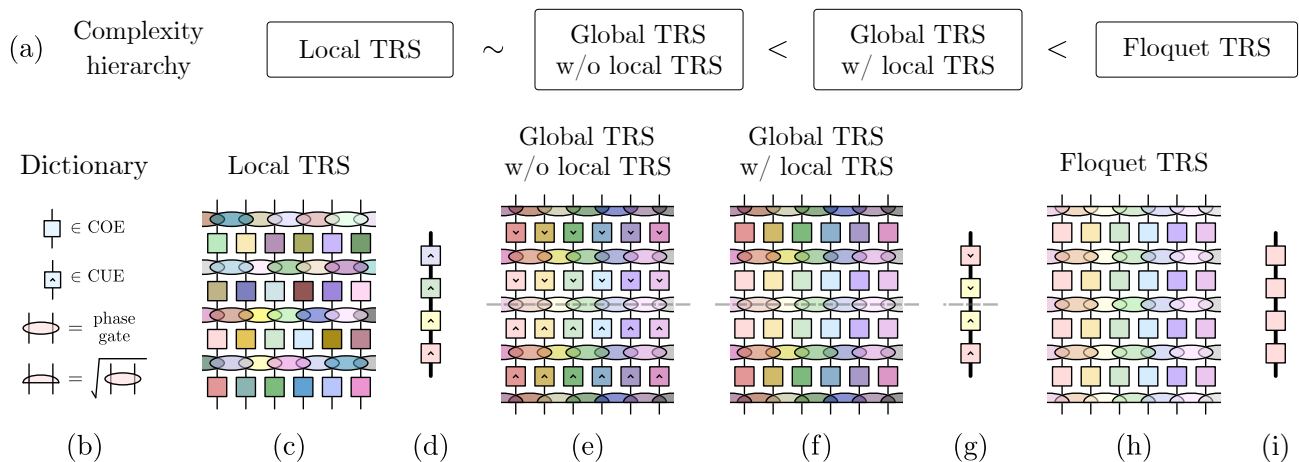 (a)
Complexity
hierarchy
Local TRS
∼
Global TRS
w/o local TRS
<
Global TRS
w/ local TRS
<
Floquet TRS
Dictionary
∈ COE
∈ CUE
= phase
gate
= √
Local TRS
Global TRS
w/o local TRS
Global TRS
w/ local TRS
Floquet TRS
(b)
(c)
(d)
(e)
(f)
(g)
(h)
(i)